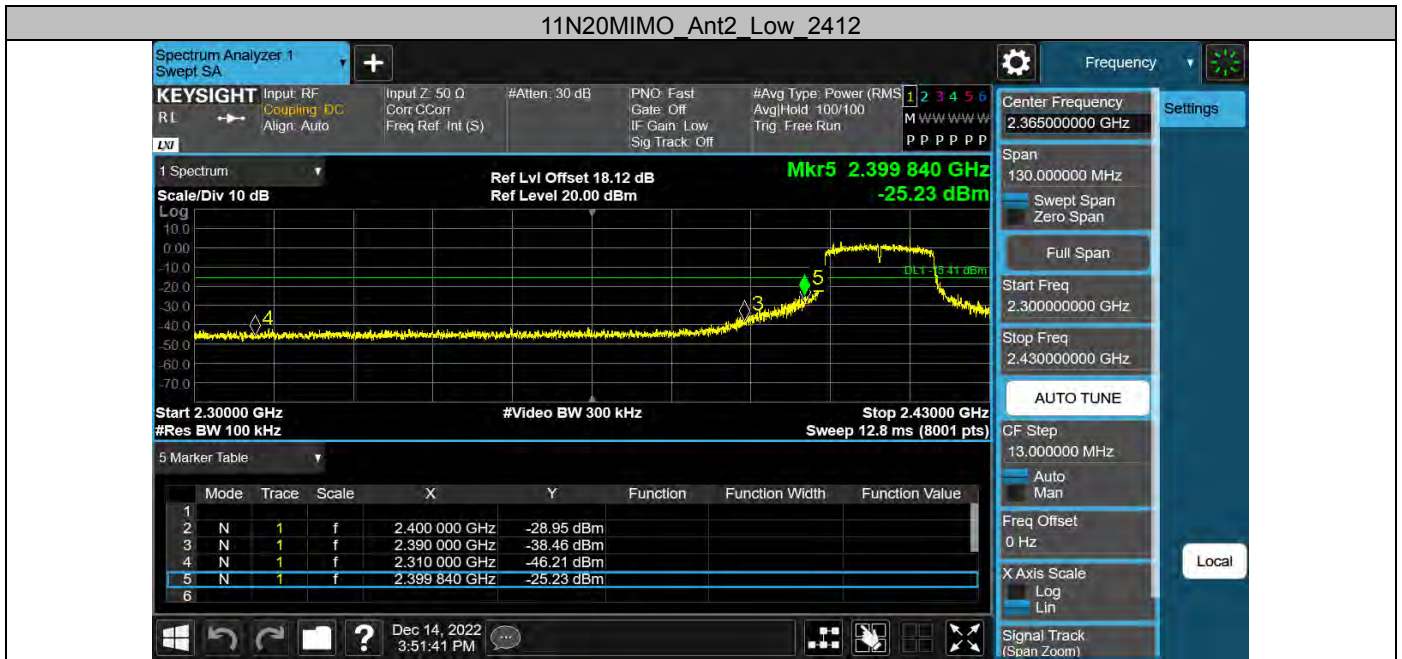 11N20MIMO_Ant2_Low_2412
Spectrum Analyzer 1
Swept SA
Frequency
KEYSIGHT
RL
LXI
Input: RF
Coupling: DC
Align: Auto
Input Z: 50 Ω
Corr CCorr
Freq Ref: Int (S)
#Atten: 30 dB
PNO: Fast
Gate: Off
IF Gain: Low
Sig Track: Off
#Avg Type: Power (RMS
Avg|Hold: 100/100
Trig: Free Run
1 2 3 4 5 6
M W W W W W
P P P P P P
Center Frequency
2.365000000 GHz
Settings
Span
130.000000 MHz
Swept Span
Zero Span
Full Span
Start Freq
2.300000000 GHz
Stop Freq
2.430000000 GHz
AUTO TUNE
CF Step
13.000000 MHz
Auto
Man
Freq Offset
0 Hz
X Axis Scale
Log
Lin
Signal Track
(Span Zoom)
Local
1 Spectrum
Scale/Div 10 dB
Ref Lvl Offset 18.12 dB
Ref Level 20.00 dBm
Mkr5 2.399 840 GHz
-25.23 dBm
Log
10.0
0.00
-10.0
-20.0
-30.0
-40.0
-50.0
-60.0
-70.0
DL1 -15.41 dBm
4
3
5
Start 2.30000 GHz
#Video BW 300 kHz
Stop 2.43000 GHz
#Res BW 100 kHz
Sweep 12.8 ms (8001 pts)
5 Marker Table
Mode Trace Scale X Y Function Function Width Function Value
1
2 N 1 f 2.400 000 GHz -28.95 dBm
3 N 1 f 2.390 000 GHz -38.46 dBm
4 N 1 f 2.310 000 GHz -46.21 dBm
5 N 1 f 2.399 840 GHz -25.23 dBm
6
?
Dec 14, 2022
3:51:41 PM